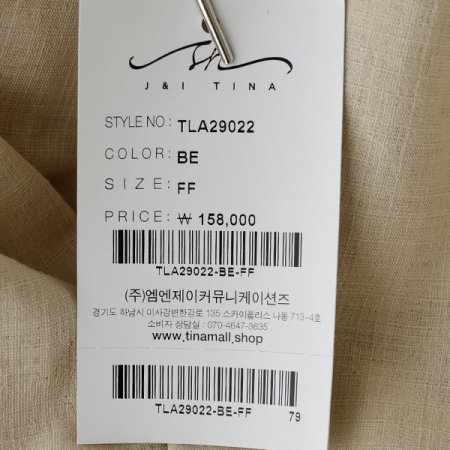 J & I TINA
STYLE NO: TLA29022
COLOR: BE
SIZE: FF
PRICE: ₩ 158,000
TLA29022-BE-FF
(주)엠엔제이커뮤니케이션즈
경기도 하남시 미사강변한강로 135 스카이폴리스 나동 713-4호
소비자 상담실 : 070-4647-3635
www.tinamall.shop
TLA29022-BE-FF 79